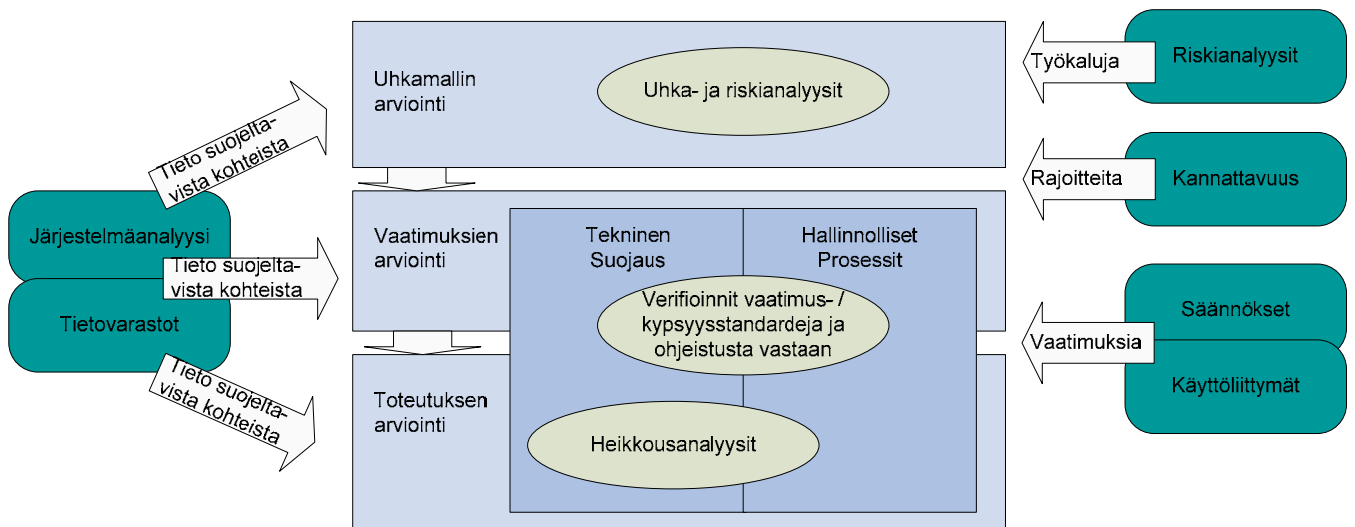 Uhkamallin
arviointi
Uhka- ja riskianalyysit
Työkaluja
Riskianalyysit
Tieto suojelta-
vista kohteista
Rajoitteita
Kannattavuus
Järjestelmäanalyysi
Tietovarastot
Tieto suojelta-
vista kohteista
Vaatimuksien
arviointi
Tekninen
Suojaus
Hallinnolliset
Prosessit
Verifioinnit vaatimus- /
kypsyysstandardeja ja
ohjeistusta vastaan
Vaatimuksia
Säännökset
Käyttöliittymät
Tieto suojelta-
vista kohteista
Toteutuksen
arviointi
Heikkousanalyysit